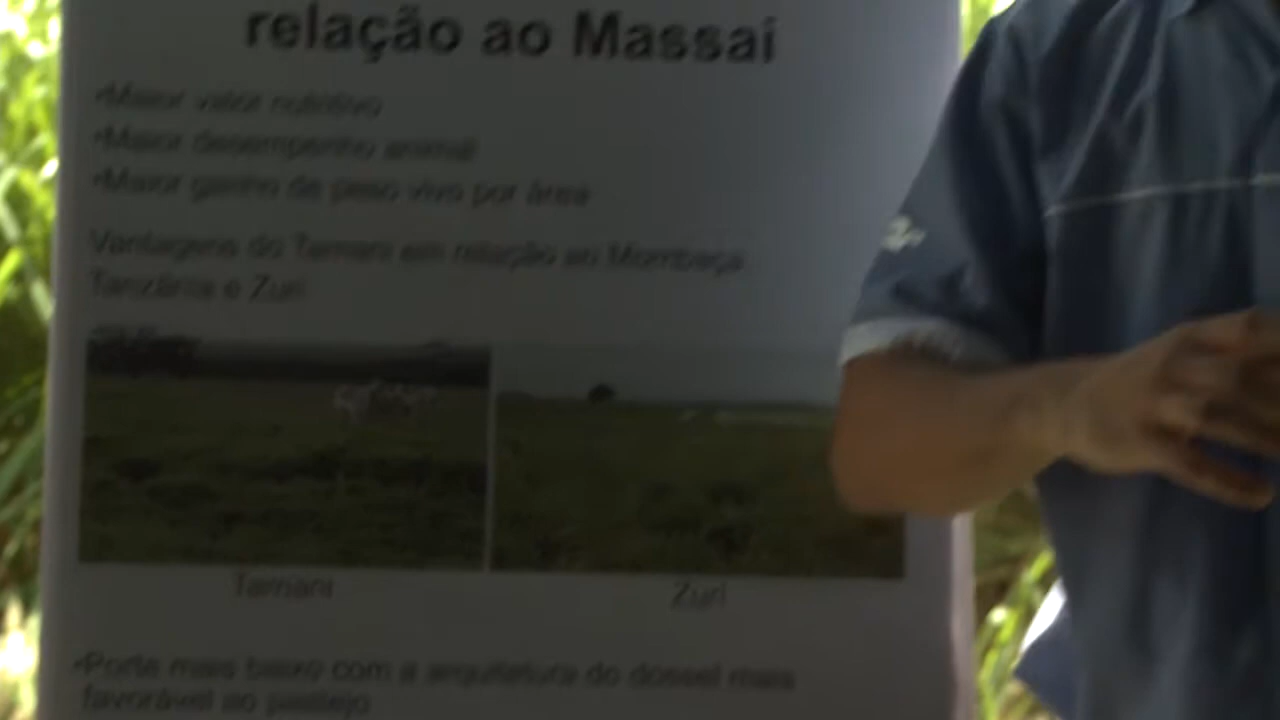 relação ao Massai
•Maior valor nutritivo
•Maior desempenho animal
•Maior ganho de peso vivo por área
Vantagens do Tamani em relação ao Mombaça
Tanzânia e Zuri
Tamani
Zuri
•Porte mais baixo com a arquitetura do dossel mais
favorável ao pastejo